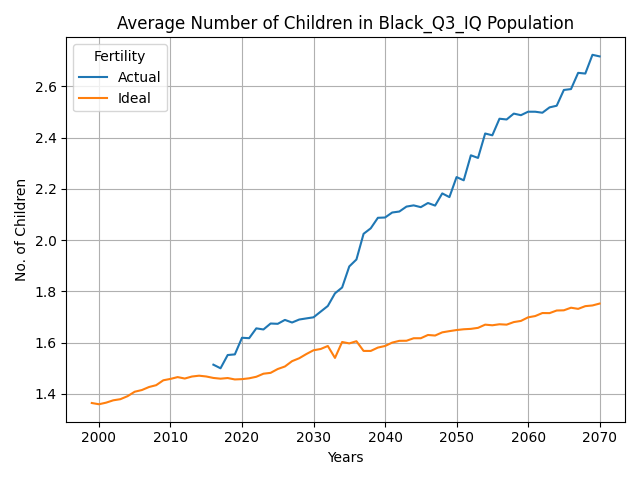 Average Number of Children in Black_Q3_IQ Population
Fertility
Actual
Ideal
No. of Children
2.6
2.4
2.2
2.0
1.8
1.6
1.4
2000 2010 2020 2030 2040 2050 2060 2070
Years